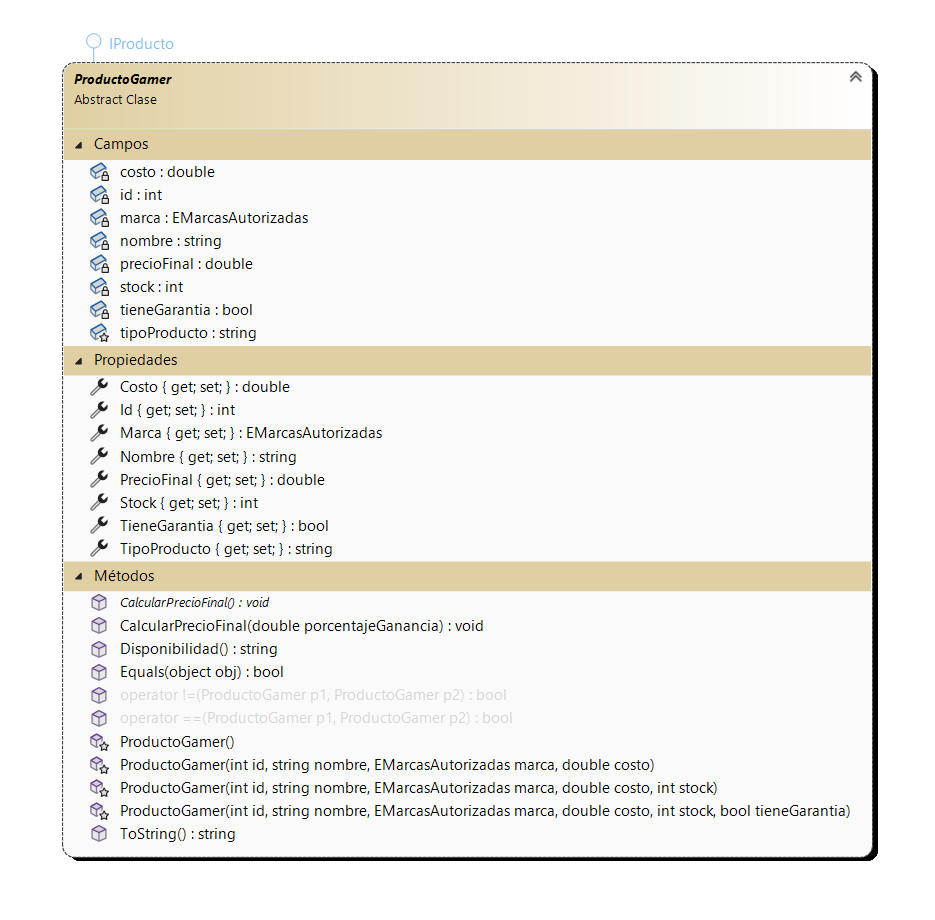 IProducto
ProductoGamer
Abstract Clase
Campos
costo : double
id : int
marca : EMarcasAutorizadas
nombre : string
precioFinal : double
stock : int
tieneGarantia : bool
tipoProducto : string
Propiedades
Costo { get; set; } : double
Id { get; set; } : int
Marca { get; set; } : EMarcasAutorizadas
Nombre { get; set; } : string
PrecioFinal { get; set; } : double
Stock { get; set; } : int
TieneGarantia { get; set; } : bool
TipoProducto { get; set; } : string
Métodos
CalcularPrecioFinal() : void
CalcularPrecioFinal(double porcentajeGanancia) : void
Disponibilidad() : string
Equals(object obj) : bool
operator !=(ProductoGamer p1, ProductoGamer p2) : bool
operator ==(ProductoGamer p1, ProductoGamer p2) : bool
ProductoGamer()
ProductoGamer(int id, string nombre, EMarcasAutorizadas marca, double costo)
ProductoGamer(int id, string nombre, EMarcasAutorizadas marca, double costo, int stock)
ProductoGamer(int id, string nombre, EMarcasAutorizadas marca, double costo, int stock, bool tieneGarantia)
ToString() : string